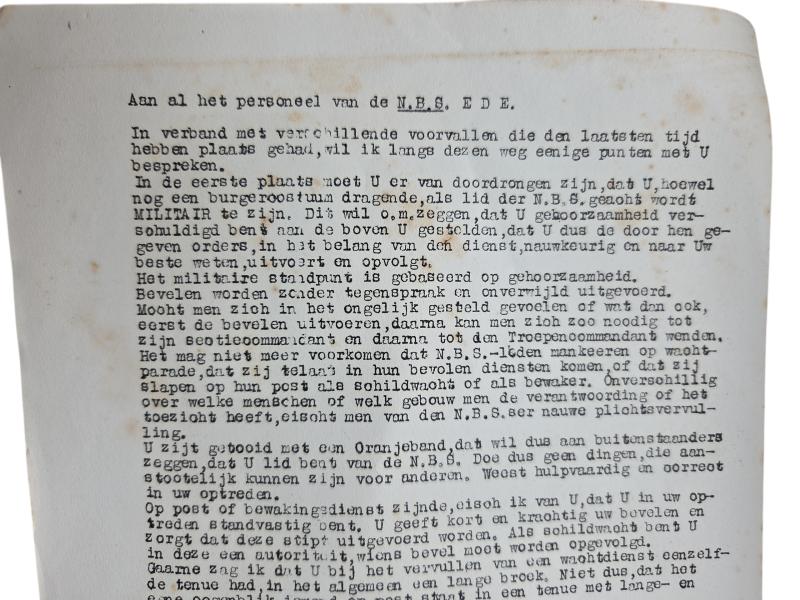 Aan al het personeel van de N.B.S. E D E.
In verband met verschillende voorvallen die den laatsten tijd
hebben plaats gehad,wil ik langs dezen weg eenige punten met U
bespreken.
In de eerste plaats moet U er van doordrongen zijn,dat U,hoewel
nog een burgercostuum dragende,als lid der N.B.S.geacht wordt
MILITAIR te zijn. Dit wil o.m.zeggen,dat U gehoorzaamheid ver-
schuldigd bent aan de boven U gestelden,dat U dus de door hen ge-
geven orders,in het belang van den dienst,nauwkeurig en naar Uw
beste weten,uitvoert en opvolgt.
Het militaire standpunt is gebaseerd op gehoorzaamheid.
Bevelen worden zonder tegenspraak en onverwijld uitgevoerd.
Mocht men zich in het ongelijk gesteld gevoelen of wat dan ook,
eerst de bevelen uitvoeren,daarna kan men zich zoo noodig tot
zijn sectiecommandant en daarna tot den Troepencommandant wenden.
Het mag niet meer voorkomen dat N.B.S.-leden mankeeren op wacht-
parade,dat zij telaat in hun bevolen diensten komen,of dat zij
slapen op hun post als schildwacht of als bewaker. Onverschillig
over welke menschen of welk gebouw men de verantwoording of het
toezicht heeft,eischt men van den N.B.S.ser nauwe plichtsvervul-
ling.
U zijt getooid met een Oranjeband,dat wil dus aan buitenstaanders
zeggen,dat U lid bent van de N.B.S. Doe dus geen dingen,die aan-
stootelijk kunnen zijn voor anderen. Weest hulpvaardig en correct
in uw optreden.
Op post of bewakingsdienst zijnde,eisch ik van U,dat U in uw op-
treden standvastig bent. U geeft kort en krachtig uw bevelen en
zorgt dat deze stipt uitgevoerd worden. Als schildwacht bent U
in deze een autoriteit,wiens bevel moet worden opgevolgd.
Gaarne zag ik dat U bij het vervullen van een wachtdienst eenzelf-
de tenue had,in het algemeen een lange broek. Niet dus,dat het
eene oogenblik iemand op post staat in een tenue met lange- en